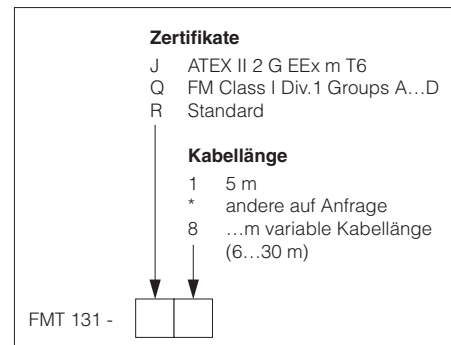 Zertifikate
J ATEX II 2 G EEx m T6
Q FM Class I Div.1 Groups A…D
R Standard
Kabellänge
1 5 m
* andere auf Anfrage
8 …m variable Kabellänge
(6…30 m)
FMT 131 -